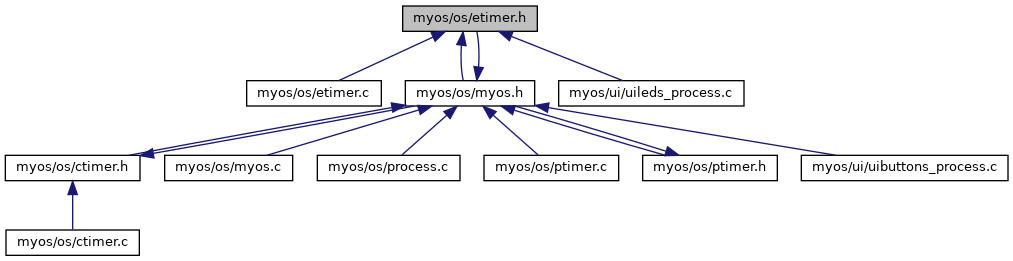 myos/os/etimer.h
myos/os/etimer.c
myos/os/myos.h
myos/ui/uileds_process.c
myos/os/ctimer.h
myos/os/myos.c
myos/os/process.c
myos/os/ptimer.c
myos/os/ptimer.h
myos/ui/uibuttons_process.c
myos/os/ctimer.c